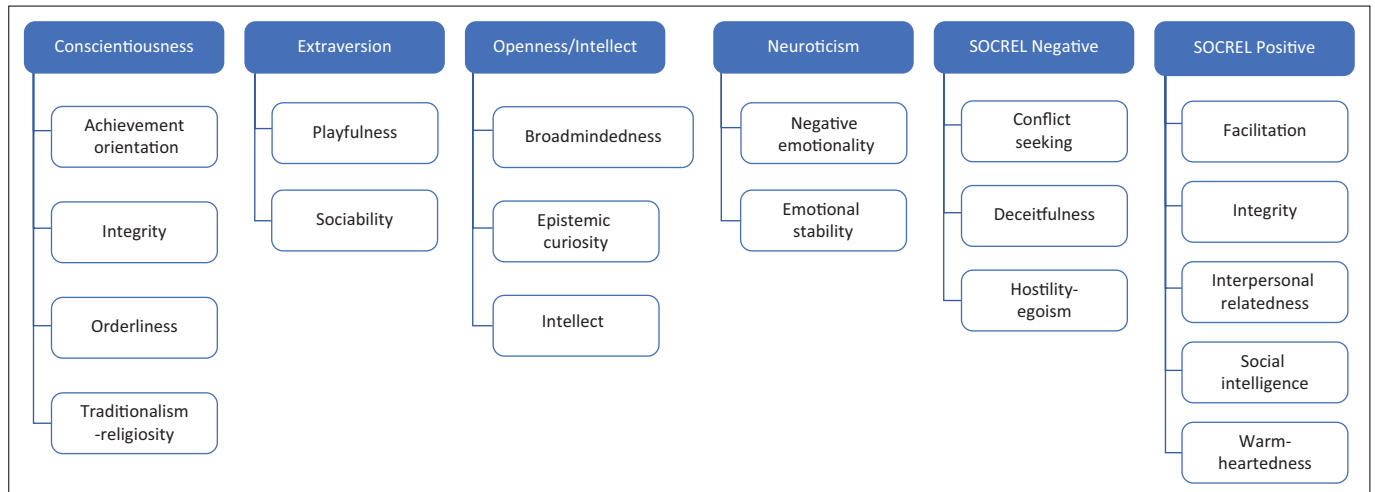 Conscientiousness
Achievement
orientation
Integrity
Orderliness
Traditionalism
-religiosity
Extraversion
Playfulness
Sociability
Openness/Intellect
Broadmindedness
Epistemic
curiosity
Intellect
Neuroticism
Negative
emotionality
Emotional
stability
SOCREL Negative
Conflict
seeking
Deceitfulness
Hostility-
egoism
SOCREL Positive
Facilitation
Integrity
Interpersonal
relatedness
Social
intelligence
Warm-
heartedness